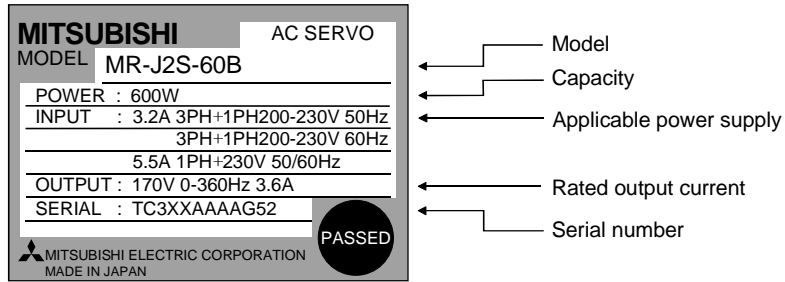 MITSUBISHI AC SERVO
MODEL MR-J2S-60B
POWER : 600W
INPUT : 3.2A 3PH+1PH200-230V 50Hz
3PH+1PH200-230V 60Hz
5.5A 1PH+230V 50/60Hz
OUTPUT : 170V 0-360Hz 3.6A
SERIAL : TC3XXAAAAG52
PASSED
MITSUBISHI ELECTRIC CORPORATION
MADE IN JAPAN
Model
Capacity
Applicable power supply
Rated output current
Serial number